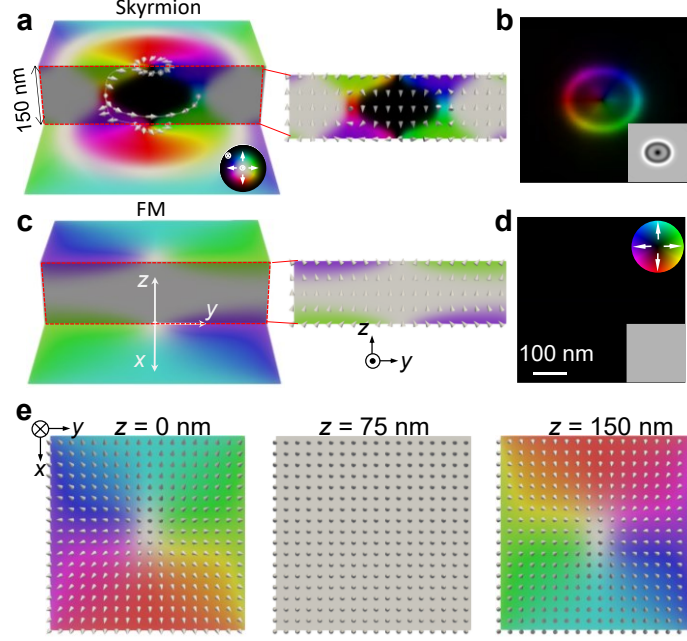 Skyrmion
a
b
150 nm
c
FM
d
z
y
x
z
y
100 nm
e
y
x
z = 0 nm
z = 75 nm
z = 150 nm